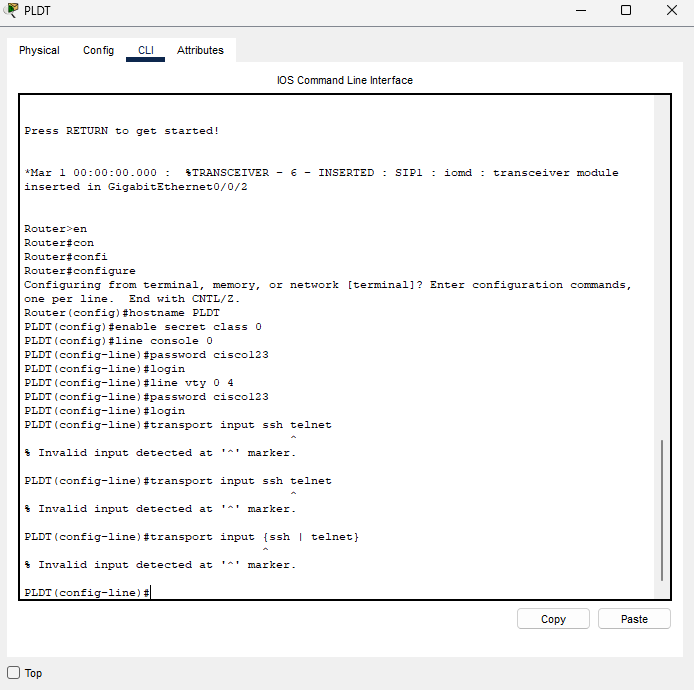 PLDT
Physical Config CLI Attributes
IOS Command Line Interface
Press RETURN to get started!
*Mar 1 00:00:00.000 : %TRANSCEIVER - 6 - INSERTED : SIP1 : iomd : transceiver module
inserted in GigabitEthernet0/0/2
Router>en
Router#con
Router#confi
Router#configure
Configuring from terminal, memory, or network [terminal]? Enter configuration commands,
one per line. End with CNTL/Z.
Router(config)#hostname PLDT
PLDT(config)#enable secret class 0
PLDT(config)#line console 0
PLDT(config-line)#password cisco123
PLDT(config-line)#login
PLDT(config-line)#line vty 0 4
PLDT(config-line)#password cisco123
PLDT(config-line)#login
PLDT(config-line)#transport input ssh telnet
^
% Invalid input detected at '^' marker.
PLDT(config-line)#transport input ssh telnet
^
% Invalid input detected at '^' marker.
PLDT(config-line)#transport input {ssh | telnet}
^
% Invalid input detected at '^' marker.
PLDT(config-line)#
Copy Paste
Top